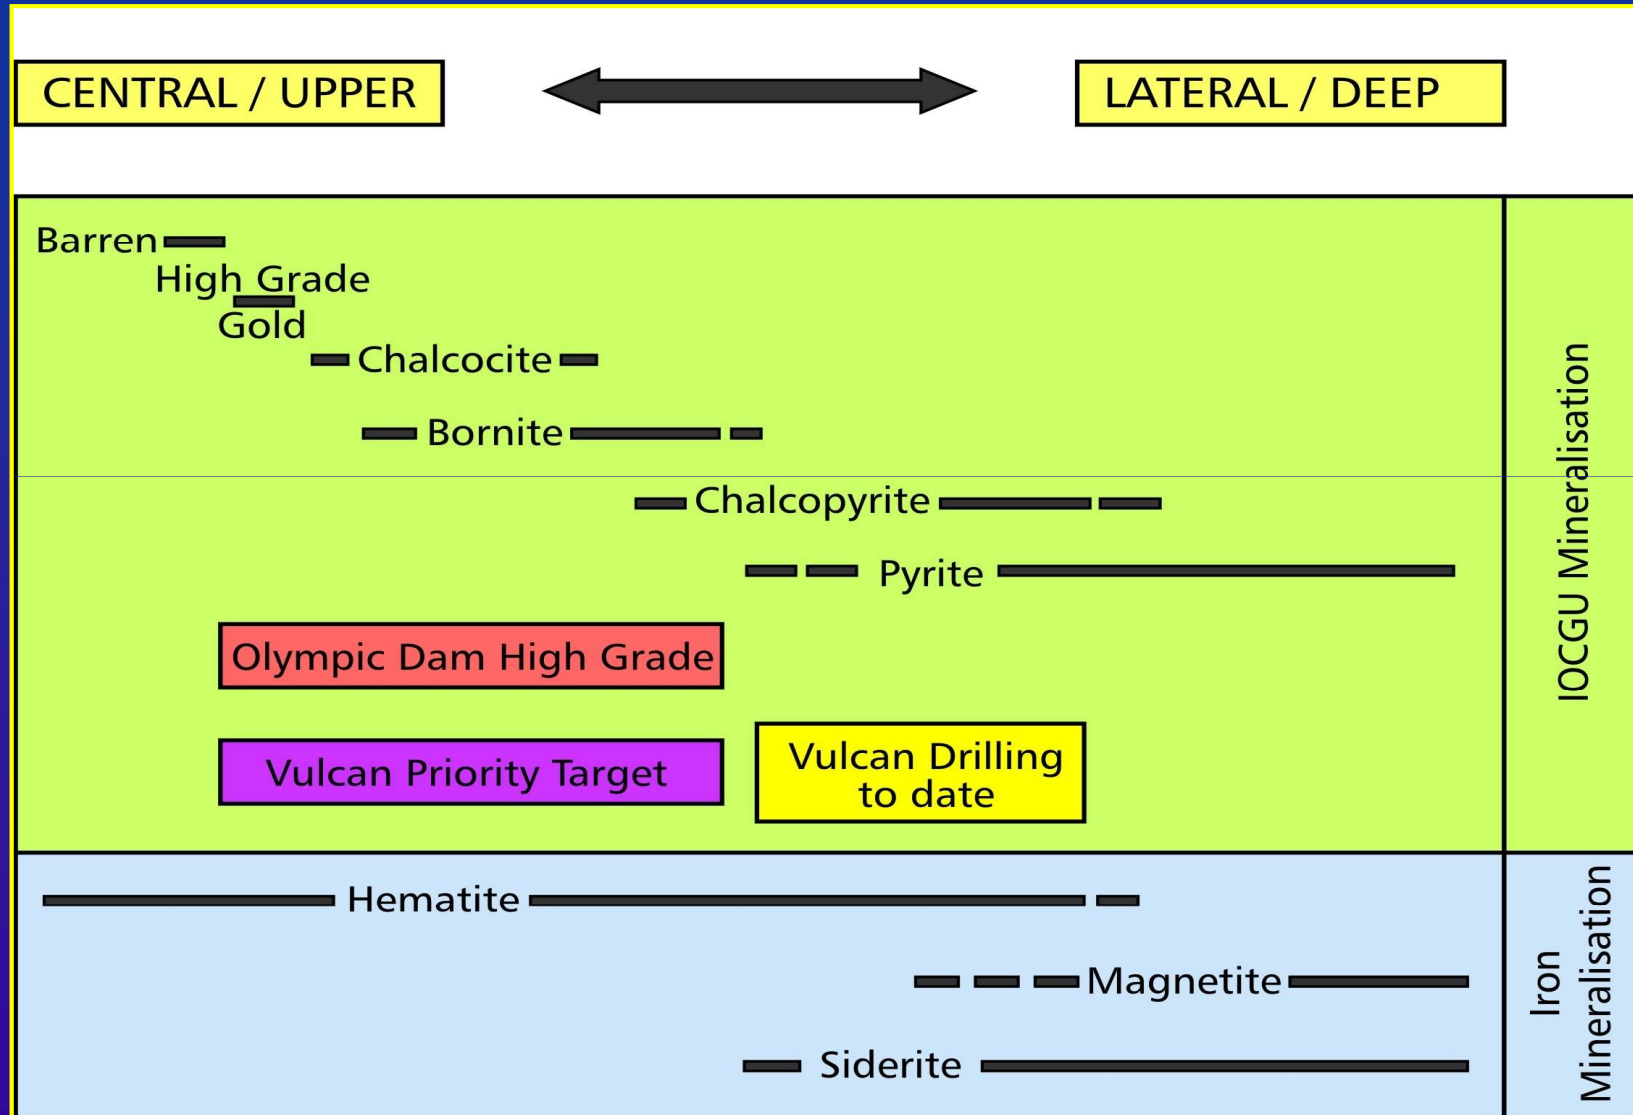 CENTRAL / UPPER
LATERAL / DEEP
Barren
High Grade
Gold
Chalcocite
Bornite
Chalcopyrite
Pyrite
Olympic Dam High Grade
Vulcan Priority Target
Vulcan Drilling
to date
IOCGU Mineralisation
Hematite
Magnetite
Siderite
Iron
Mineralisation